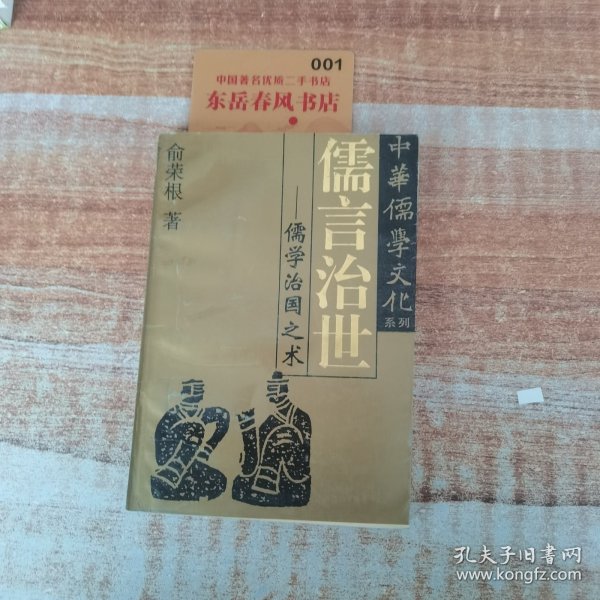 001
中国著名优质二手书店
东岳春风书店
中華儒學文化
系列
儒言治世
——儒学治国之术
俞荣根 著
孔夫子旧書网
www.kongfz.com